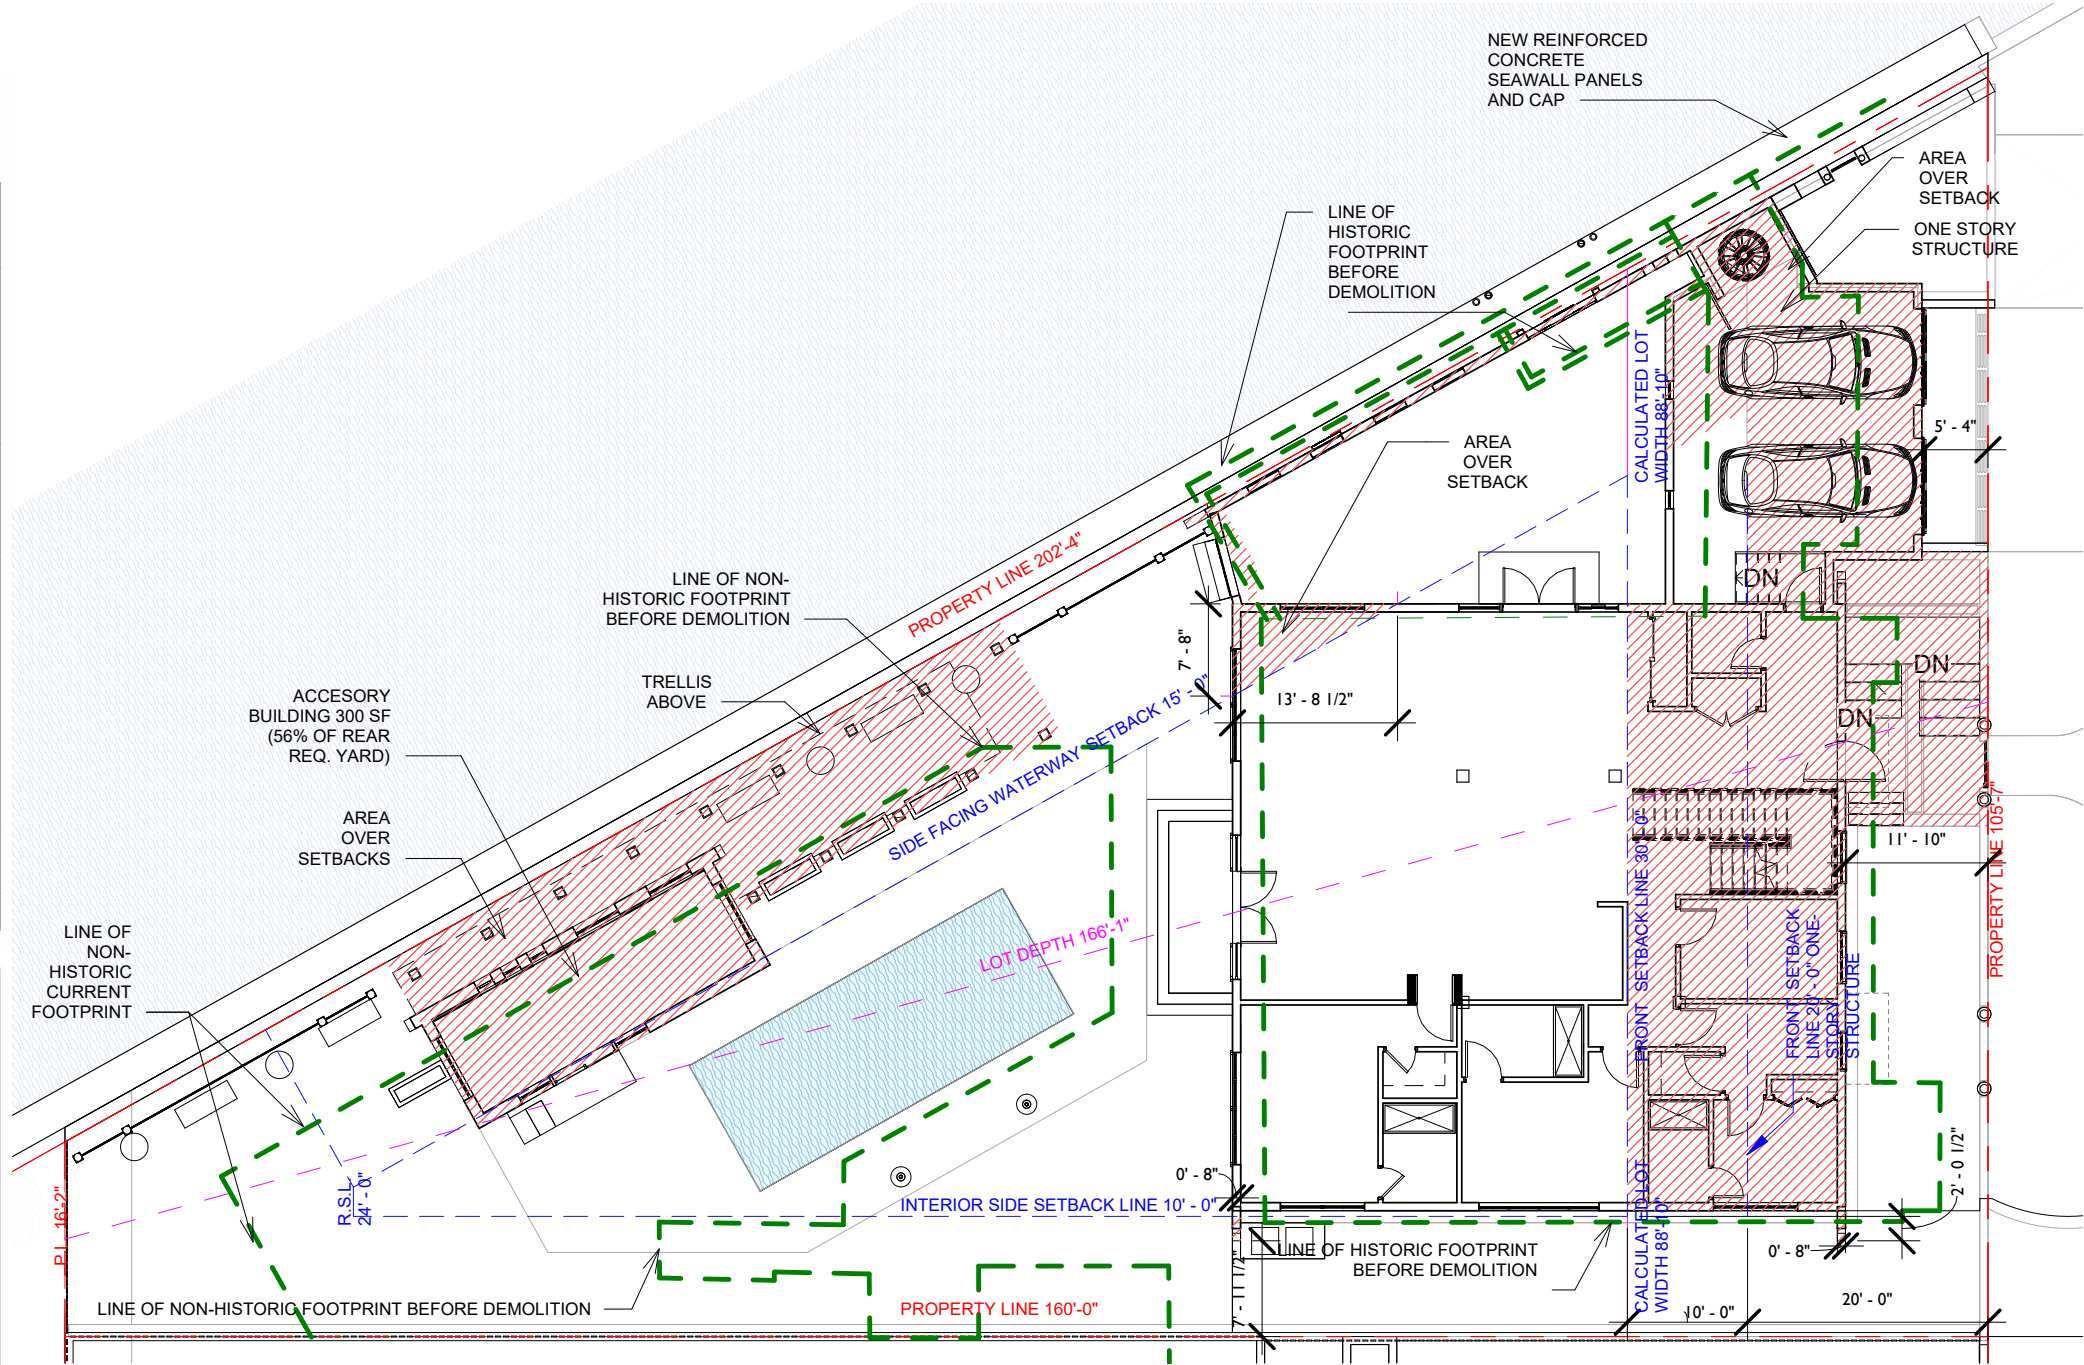 NEW REINFORCED
CONCRETE
SEAWALL PANELS
AND CAP
AREA
OVER
SETBACK
ONE STORY
STRUCTURE
LINE OF
HISTORIC
FOOTPRINT
BEFORE
DEMOLITION
CALCULATED LOT
WIDTH 88'-10"
5' - 4"
AREA
OVER
SETBACK
PROPERTY LINE 202'-4"
LINE OF NON-
HISTORIC FOOTPRINT
BEFORE DEMOLITION
DN
TRELLIS
ABOVE
7' - 8"
13' - 8 1/2"
DN
DN
ACCESORY
BUILDING 300 SF
(56% OF REAR
REQ. YARD)
SIDE FACING WATERWAY SETBACK 15' - 0"
AREA
OVER
SETBACKS
11' - 10"
PROPERTY LINE 105'-7"
FRONT SETBACK LINE 30'-0"
LOT DEPTH 166'-1"
FRONT SETBACK
LINE 20' - 0" ONE-
STORY
STRUCTURE
LINE OF
NON-
HISTORIC
CURRENT
FOOTPRINT
0' - 8"
2' - 0 1/2"
R.S.L.
24' - 0"
P.L 16'-2"
INTERIOR SIDE SETBACK LINE 10' - 0"
CALCULATED LOT
WIDTH 88'-10"
LINE OF HISTORIC FOOTPRINT
BEFORE DEMOLITION
0' - 8"
7' - 11 1/2"
LINE OF NON-HISTORIC FOOTPRINT BEFORE DEMOLITION
PROPERTY LINE 160'-0"
10' - 0"
20' - 0"